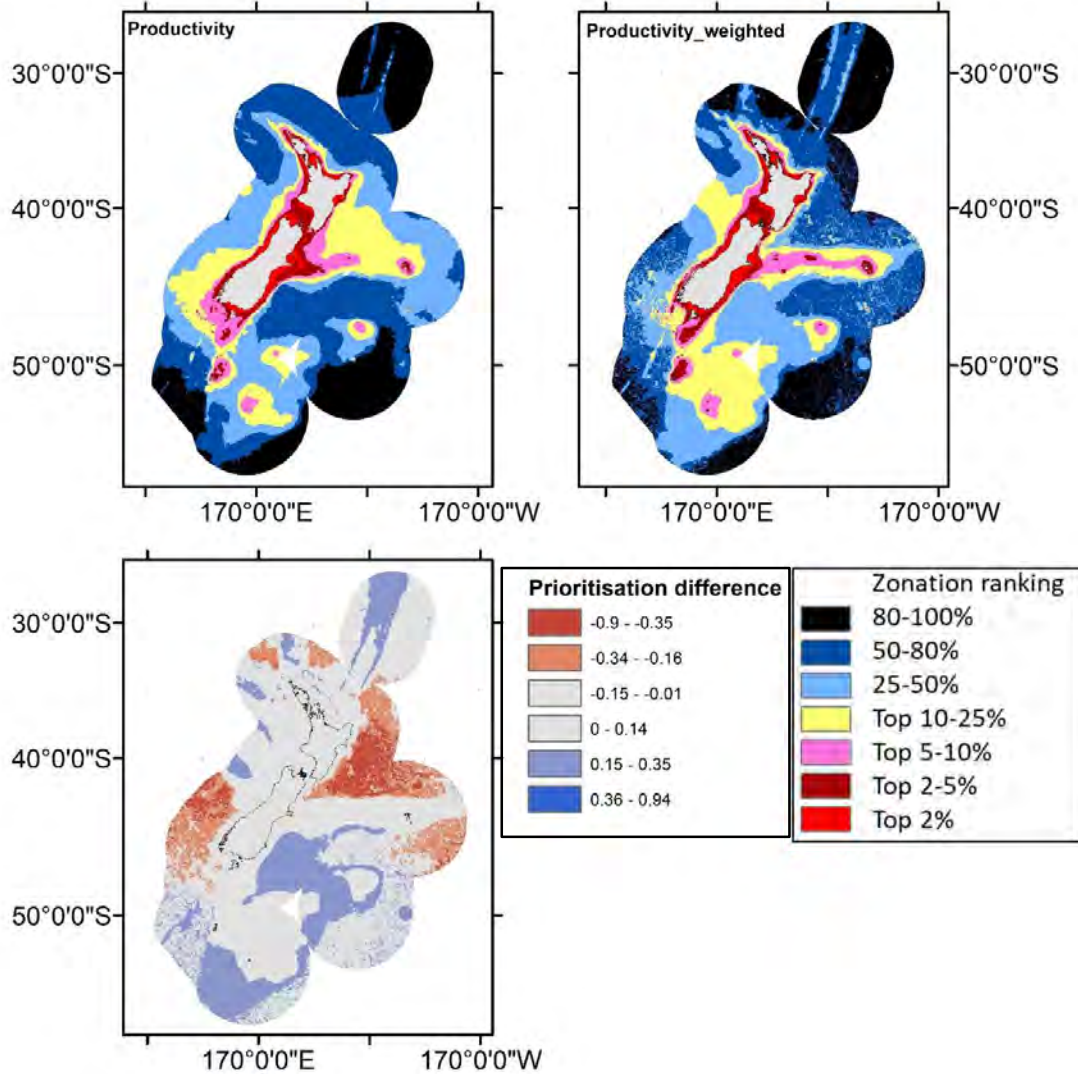 Productivity
Productivity_weighted
30°0'0"S
30°0'0"S
40°0'0"S
40°0'0"S
50°0'0"S
50°0'0"S
170°0'0"E
170°0'0"W
170°0'0"E
170°0'0"W
Prioritisation difference
-0.9 - -0.35
-0.34 - -0.16
-0.15 - -0.01
0 - 0.14
0.15 - 0.35
0.36 - 0.94
Zonation ranking
80-100%
50-80%
25-50%
Top 10-25%
Top 5-10%
Top 2-5%
Top 2%
30°0'0"S
40°0'0"S
50°0'0"S
170°0'0"E
170°0'0"W